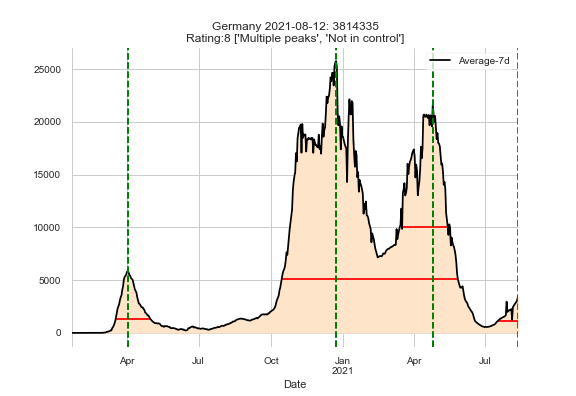 Germany 2021-08-12: 3814335
Rating:8 ['Multiple peaks', 'Not in control']
Average-7d
25000
20000
15000
10000
5000
0
Apr
Jul
Oct
Jan
2021
Apr
Jul
Date